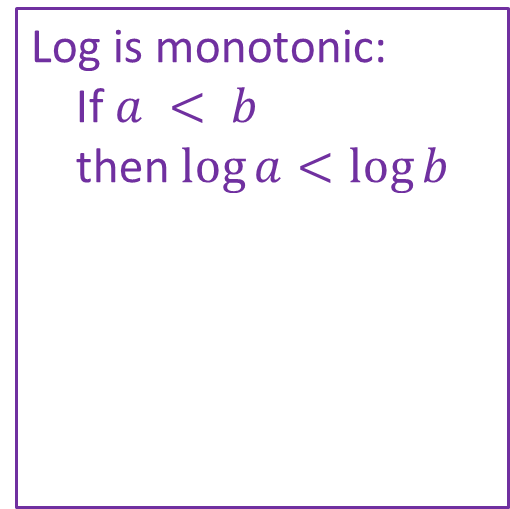 Log is monotonic:
If a < b
then log a < log b